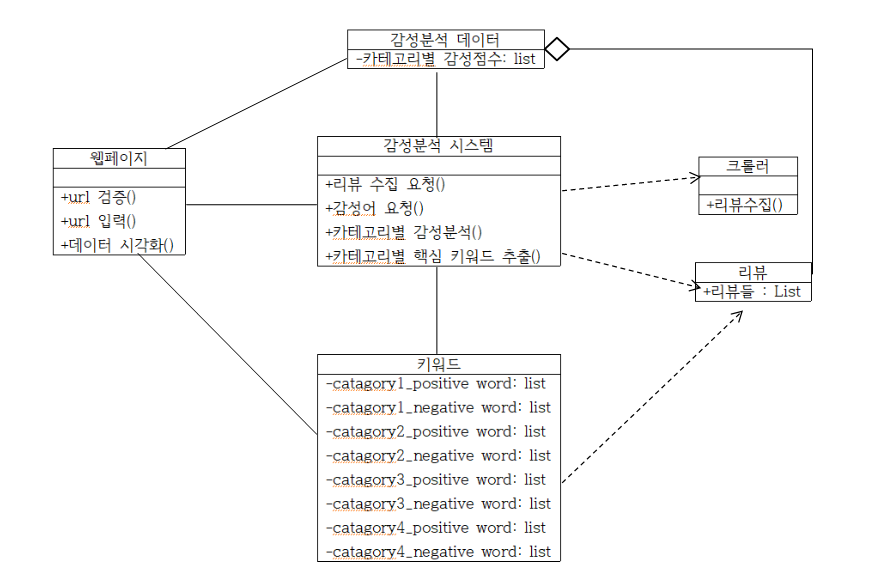 감성분석 데이터
-카테고리별 감성점수: list
웹페이지
+url 검증()
+url 입력()
+데이터 시각화()
감성분석 시스템
+리뷰 수집 요청()
+감성어 요청()
+카테고리별 감성분석()
+카테고리별 핵심 키워드 추출()
크롤러
+리뷰수집()
리뷰
+리뷰들 : List
키워드
-catagory1_positive word: list
-catagory1_negative word: list
-catagory2_positive word: list
-catagory2_negative word: list
-catagory3_positive word: list
-catagory3_negative word: list
-catagory4_positive word: list
-catagory4_negative word: list